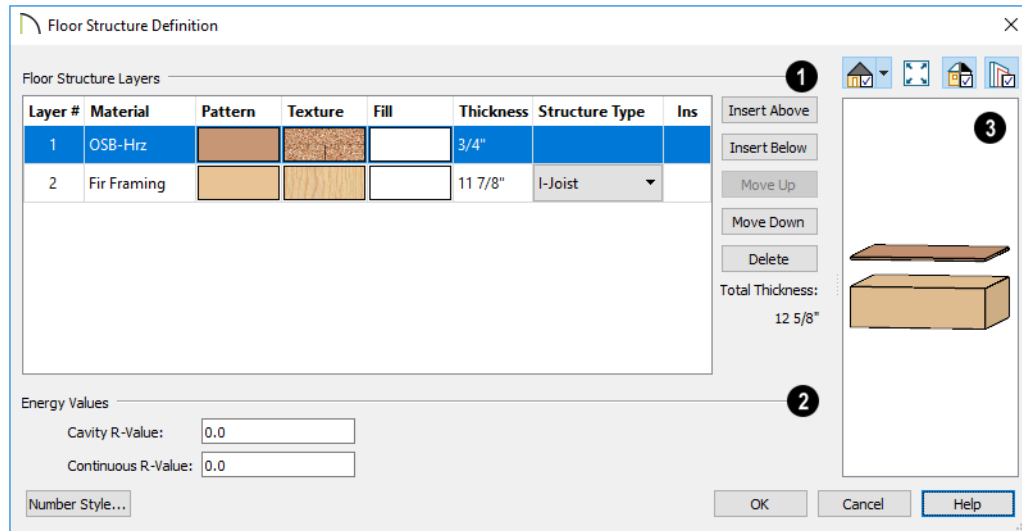 Floor Structure Definition
Floor Structure Layers
1
Layer # Material Pattern Texture Fill Thickness Structure Type Ins
1 OSB-Hrz 3/4"
2 Fir Framing 11 7/8" I-Joist
Insert Above
Insert Below
Move Up
Move Down
Delete
Total Thickness:
12 5/8"
3
Energy Values
2
Cavity R-Value: 0.0
Continuous R-Value: 0.0
Number Style...
OK Cancel Help